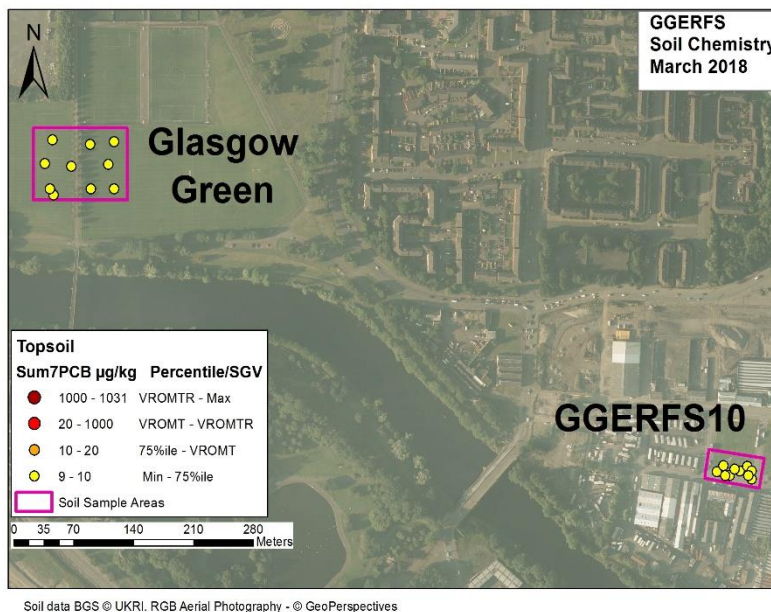 N
GGERFS
Soil Chemistry
March 2018
Glasgow
Green
GGERFS10
Topsoil
Sum7PCB µg/kg Percentile/SGV
1000 - 1031 VROMTR - Max
20 - 1000 VROMT - VROMTR
10 - 20 75%ile - VROMT
9 - 10 Min - 75%ile
Soil Sample Areas
0 35 70 140 210 280
Meters
Soil data BGS © UKRI. RGB Aerial Photography - © GeoPerspectives